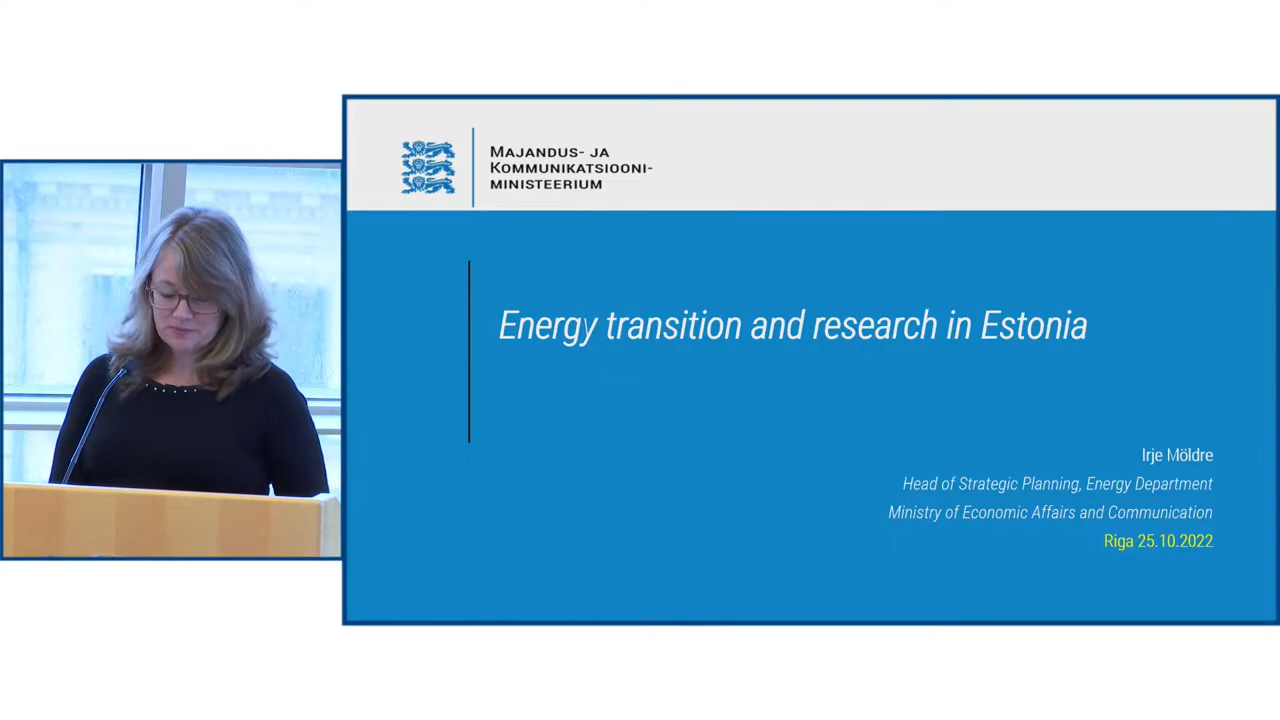 MAJANDUS- JA
KOMMUNIKATSIOONI-
MINISTEERIUM
Energy transition and research in Estonia
Irje Möldre
Head of Strategic Planning, Energy Department
Ministry of Economic Affairs and Communication
Riga 25.10.2022